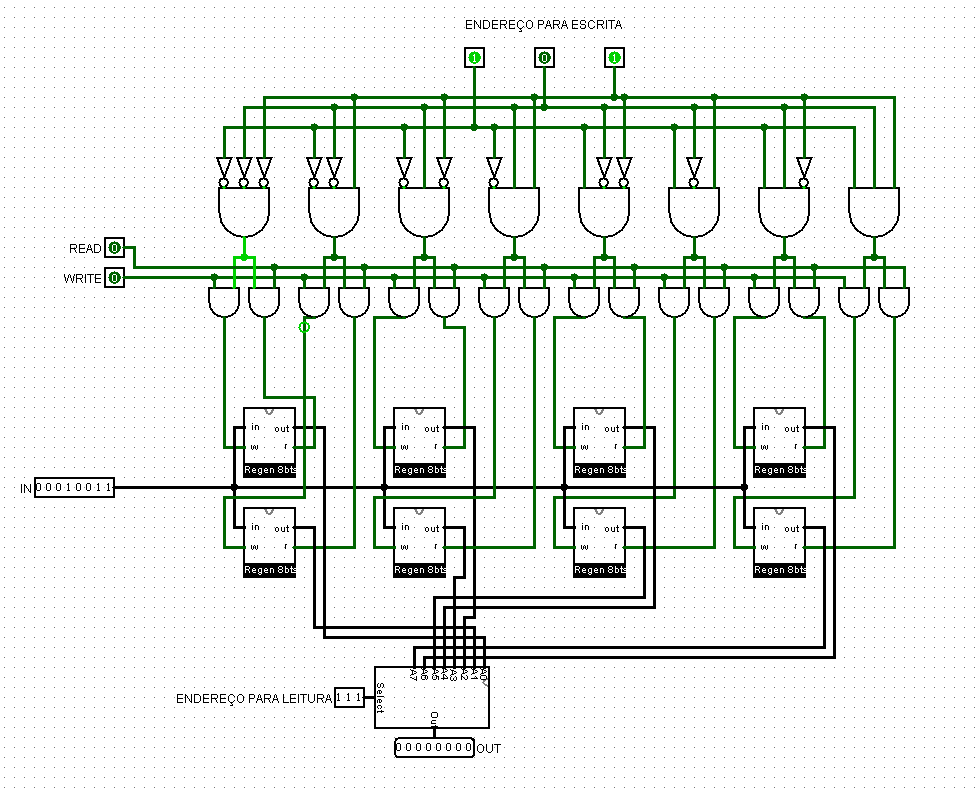 ENDEREÇO PARA ESCRITA
1 0 1
READ 0
WRITE 0
in out in out in out in out
w r w r w r w r
Regen 8bts Regen 8bts Regen 8bts Regen 8bts
IN 0 0 0 1 0 0 1 1
in out in out in out in out
w r w r w r w r
Regen 8bts Regen 8bts Regen 8bts Regen 8bts
A7 A6 A5 A4 A3 A2 A1 A0
ENDEREÇO PARA LEITURA 1 1 1 Select
Out
0 0 0 0 0 0 0 0 OUT